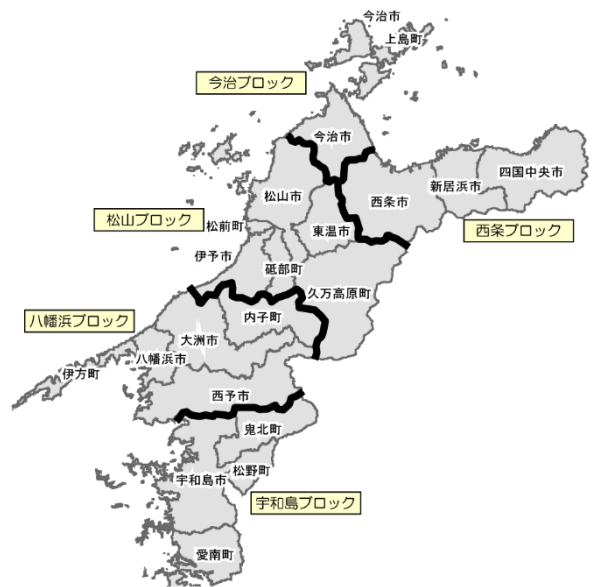 今治市
上島町
今治ブロック
今治市
四国中央市
新居浜市
西条市
松山市
松山ブロック
松前町
東温市
西条ブロック
伊予市
砥部町
久万高原町
八幡浜ブロック
内子町
大洲市
八幡浜市
伊方町
西予市
鬼北町
松野町
宇和島市
宇和島ブロック
愛南町